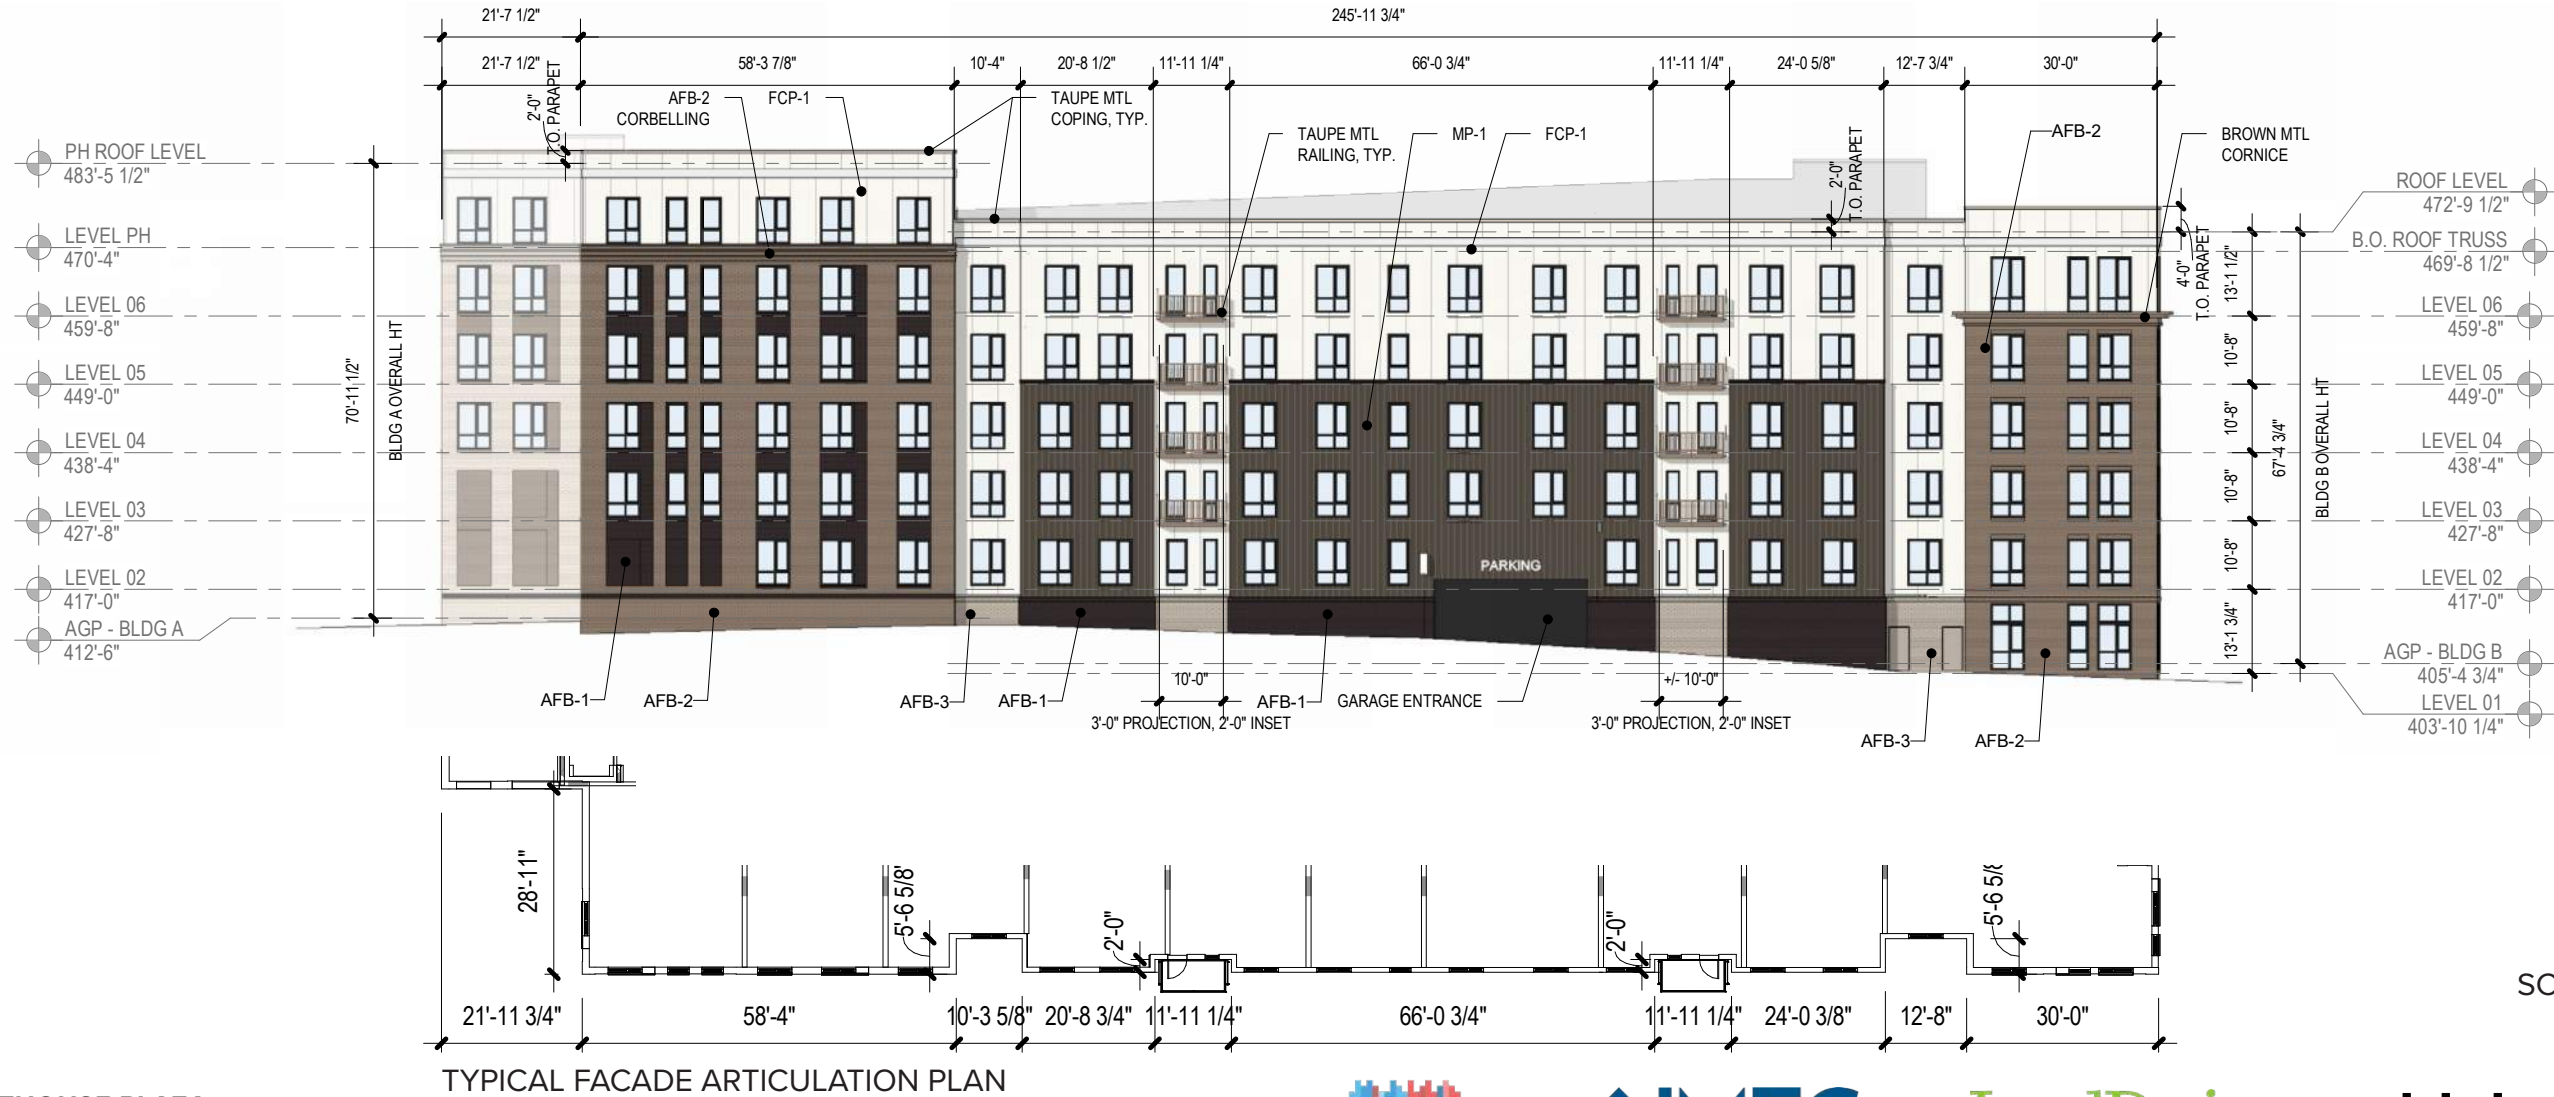 21'-7 1/2" 245'-11 3/4"
21'-7 1/2" 58'-3 7/8" 10'-4" 20'-8 1/2" 11'-11 1/4" 66'-0 3/4" 11'-11 1/4" 24'-0 5/8" 12'-7 3/4" 30'-0"
2'-0"
T.O. PARAPET
AFB-2
CORBELLING
FCP-1
TAUPE MTL
COPING, TYP.
TAUPE MTL
RAILING, TYP.
MP-1
FCP-1
2'-0"
T.O. PARAPET
AFB-2
BROWN MTL
CORNICE
PH ROOF LEVEL
483'-5 1/2"
LEVEL PH
470'-4"
LEVEL 06
459'-8"
LEVEL 05
449'-0"
LEVEL 04
438'-4"
LEVEL 03
427'-8"
LEVEL 02
417'-0"
AGP - BLDG A
412'-6"
70'-11 1/2"
BLDG A OVERALL HT
ROOF LEVEL
472'-9 1/2"
B.O. ROOF TRUSS
469'-8 1/2"
LEVEL 06
459'-8"
LEVEL 05
449'-0"
LEVEL 04
438'-4"
LEVEL 03
427'-8"
LEVEL 02
417'-0"
AGP - BLDG B
405'-4 3/4"
LEVEL 01
403'-10 1/4"
4'-0"
T.O. PARAPET
13'-1 1/2"
10'-8"
10'-8"
10'-8"
10'-8"
13'-1 3/4"
67'-4 3/4"
BLDG B OVERALL HT
PARKING
AFB-1
AFB-2
AFB-3
AFB-1
10'-0"
3'-0" PROJECTION, 2'-0" INSET
AFB-1
GARAGE ENTRANCE
+/- 10'-0"
3'-0" PROJECTION, 2'-0" INSET
AFB-3
AFB-2
28'-11"
5'-6 5/8"
2'-0"
2'-0"
5'-6 5/8
21'-11 3/4" 58'-4" 10'-3 5/8" 20'-8 3/4" 11'-11 1/4" 66'-0 3/4" 11'-11 1/4" 24'-0 3/8" 12'-8" 30'-0"
SC
TYPICAL FACADE ARTICULATION PLAN